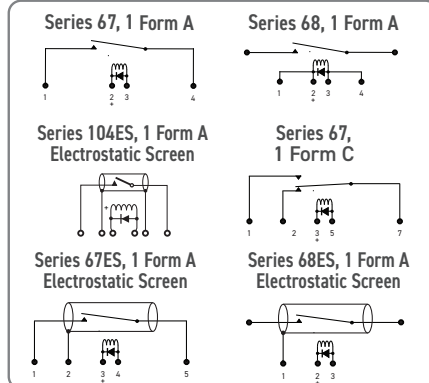 Series 67, 1 Form A
1 2 3 4
+
Series 68, 1 Form A
1 2 3 4
+
Series 104ES, 1 Form A
Electrostatic Screen
+
Series 67,
1 Form C
1 2 3 5 7
+
Series 67ES, 1 Form A
Electrostatic Screen
1 2 3 4 5
+
Series 68ES, 1 Form A
Electrostatic Screen
1 2 3
+